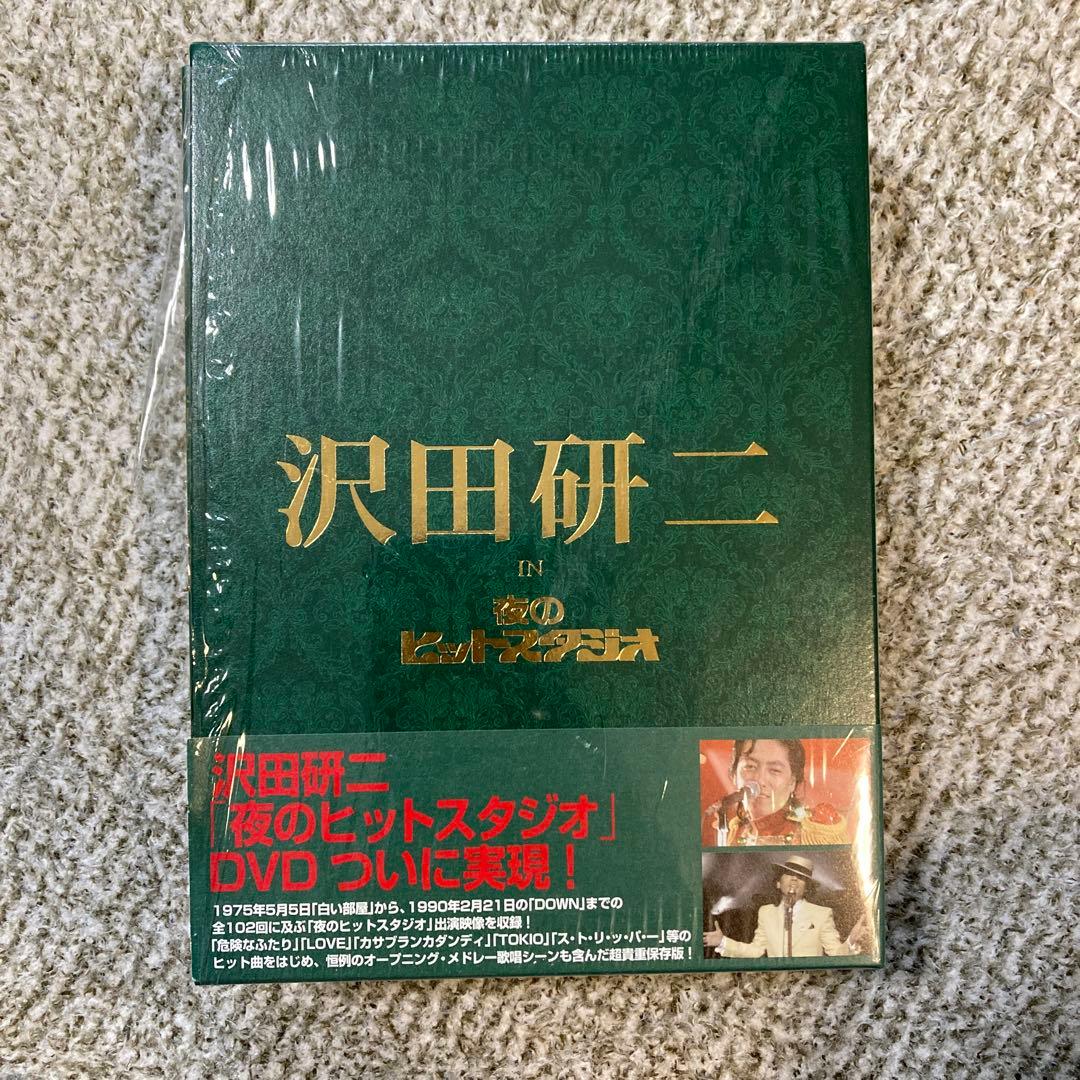 沢田研二
IN
夜の
ヒットスタジオ
沢田研二
「夜のヒットスタジオ」
DVD ついに実現!
1975年5月5日「白い部屋」から、1990年2月21日の「DOWN」までの
全102回に及ぶ「夜のヒットスタジオ」出演映像を収録!
「危険なふたり」「LOVE」「カサブランカダンディ」「TOKIO」「ス・ト・リ・ッ・パ・ー」等の
ヒット曲をはじめ、恒例のオープニング・メドレー歌唱シーンも含んだ超貴重保存版!